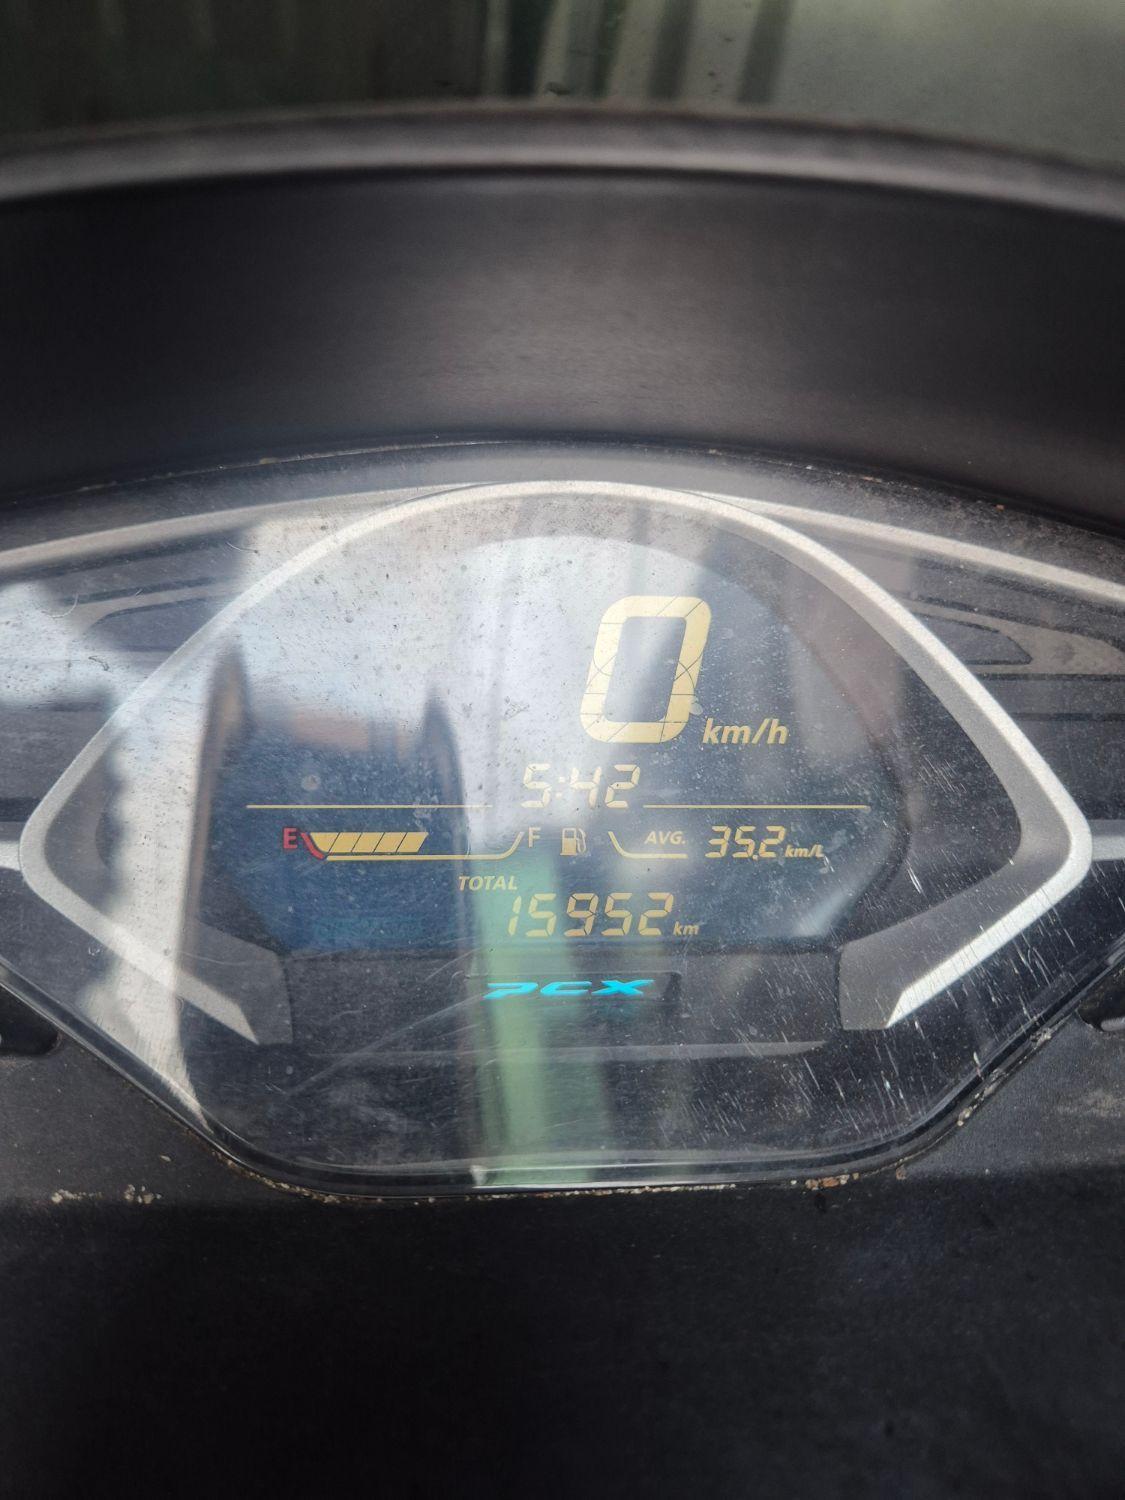 0 km/h
5:42
E F AVG. 35.2 km/L
TOTAL
15952 km
PCX